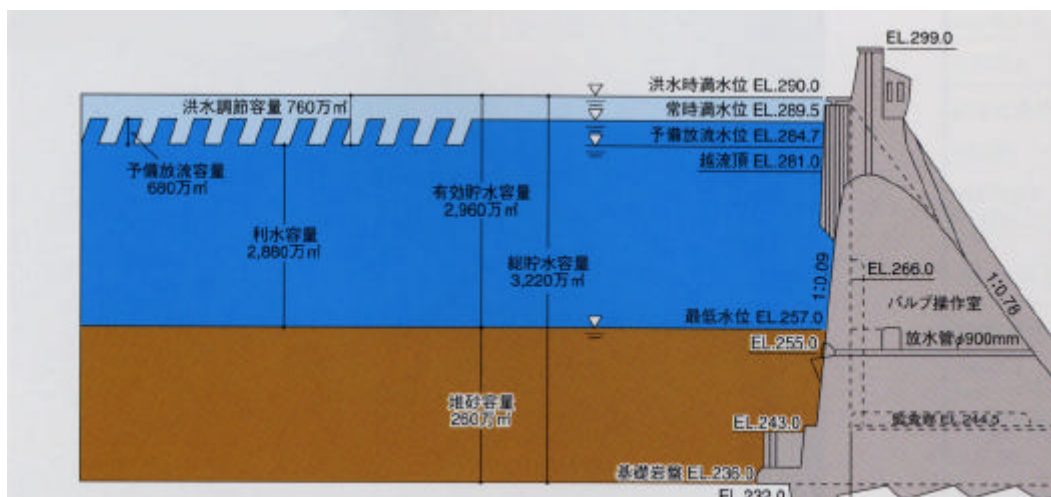 EL.299.0
洪水時満水位 EL.290.0
洪水調節容量 760万㎥
常時満水位 EL.289.5
予備放流水位 EL.284.7
越流頂 EL.281.0
予備放流容量
680万㎥
有効貯水容量
2,960万㎥
利水容量
2,880万㎥
総貯水容量
3,220万㎥
EL.266.0
1:0.09
1:0.78
バルブ操作室
最低水位 EL.257.0
EL.255.0
放水管φ900mm
堆砂容量
260万㎥
EL.243.0
EL.244.5
基礎岩盤 EL.236.0